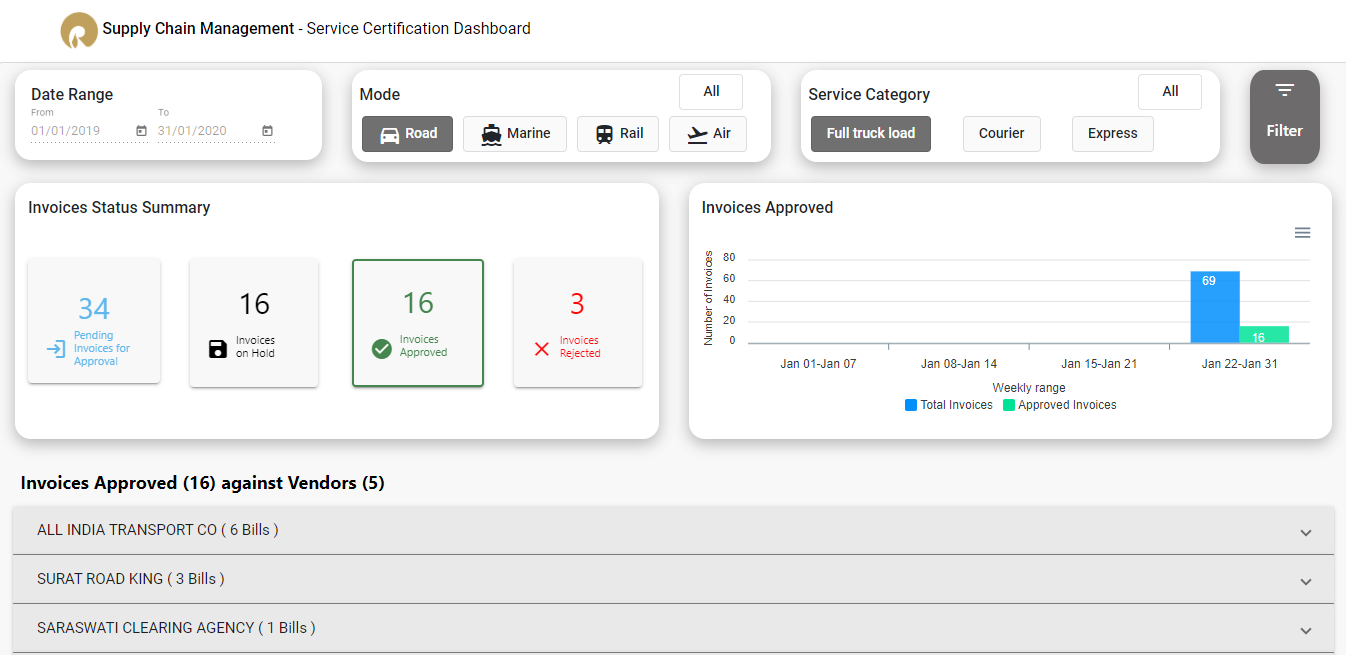 Supply Chain Management - Service Certification Dashboard
Date Range
From
To
01/01/2019
31/01/2020
Mode
All
Road
Marine
Rail
Air
Service Category
All
Full truck load
Courier
Express
Filter
Invoices Status Summary
34
Pending
Invoices for
Approval
16
Invoices
on Hold
16
Invoices
Approved
3
Invoices
Rejected
Invoices Approved
Number of Invoices
80
60
40
20
0
69
16
Jan 01-Jan 07
Jan 08-Jan 14
Jan 15-Jan 21
Jan 22-Jan 31
Weekly range
Total Invoices
Approved Invoices
Invoices Approved (16) against Vendors (5)
ALL INDIA TRANSPORT CO ( 6 Bills )
SURAT ROAD KING ( 3 Bills )
SARASWATI CLEARING AGENCY ( 1 Bills )